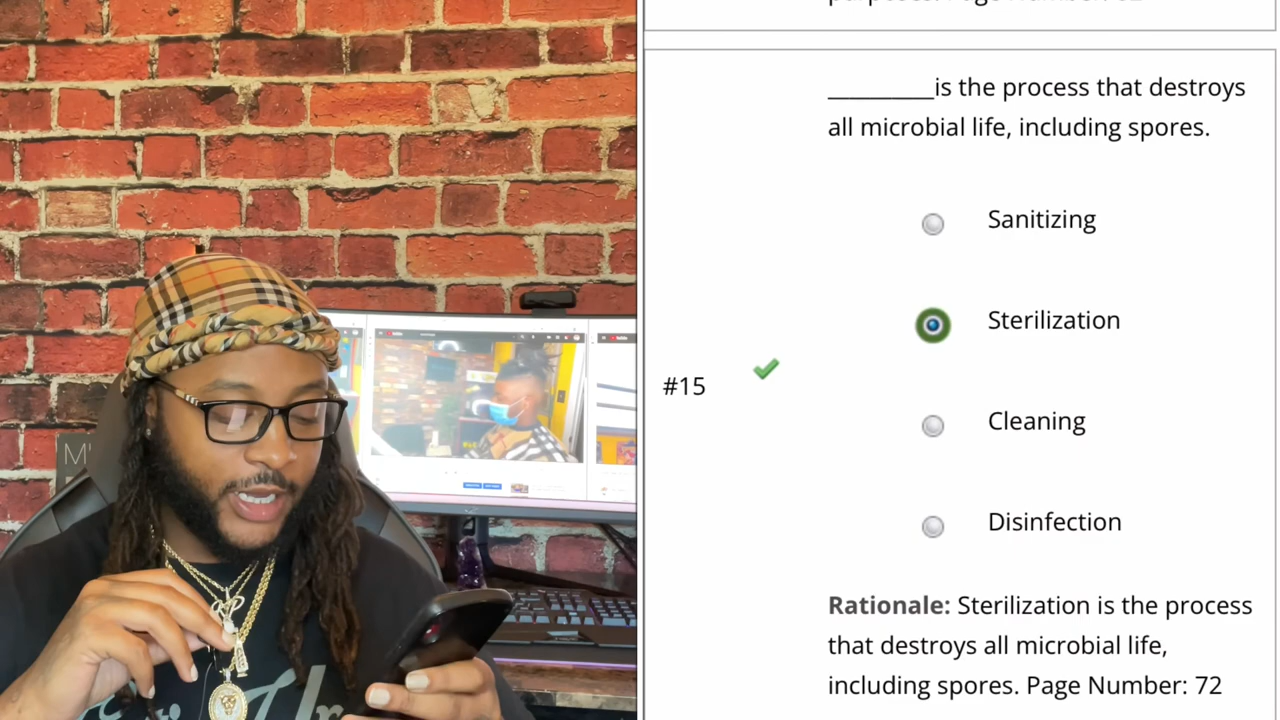 __________is the process that destroys
all microbial life, including spores.
Sanitizing
Sterilization
#15
Cleaning
Disinfection
Rationale: Sterilization is the process
that destroys all microbial life,
including spores. Page Number: 72